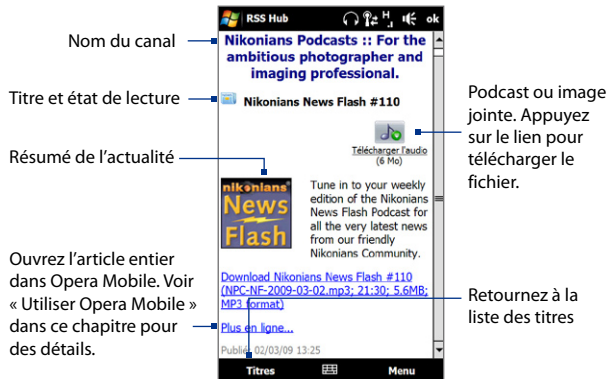 RSS Hub
ok
Nom du canal
Nikonians Podcasts :: For the
ambitious photographer and
imaging professional.
Titre et état de lecture
Nikonians News Flash #110
Podcast ou image
jointe. Appuyez
sur le lien pour
télécharger le
fichier.
Télécharger l'audio
(6 Mo)
Résumé de l’actualité
nikonians
News
Flash
Tune in to your weekly
edition of the Nikonians
News Flash Podcast for
all the very latest news
from our friendly
Nikonians Community.
Ouvrez l’article entier
dans Opera Mobile. Voir
« Utiliser Opera Mobile »
dans ce chapitre pour
des détails.
Download Nikonians News Flash #110
(NPC-NF-2009-03-02.mp3; 21:30; 5.6MB;
MP3 format)
Retournez à la
liste des titres
Plus en ligne...
Publié: 02/03/09 13:25
Titres
Menu